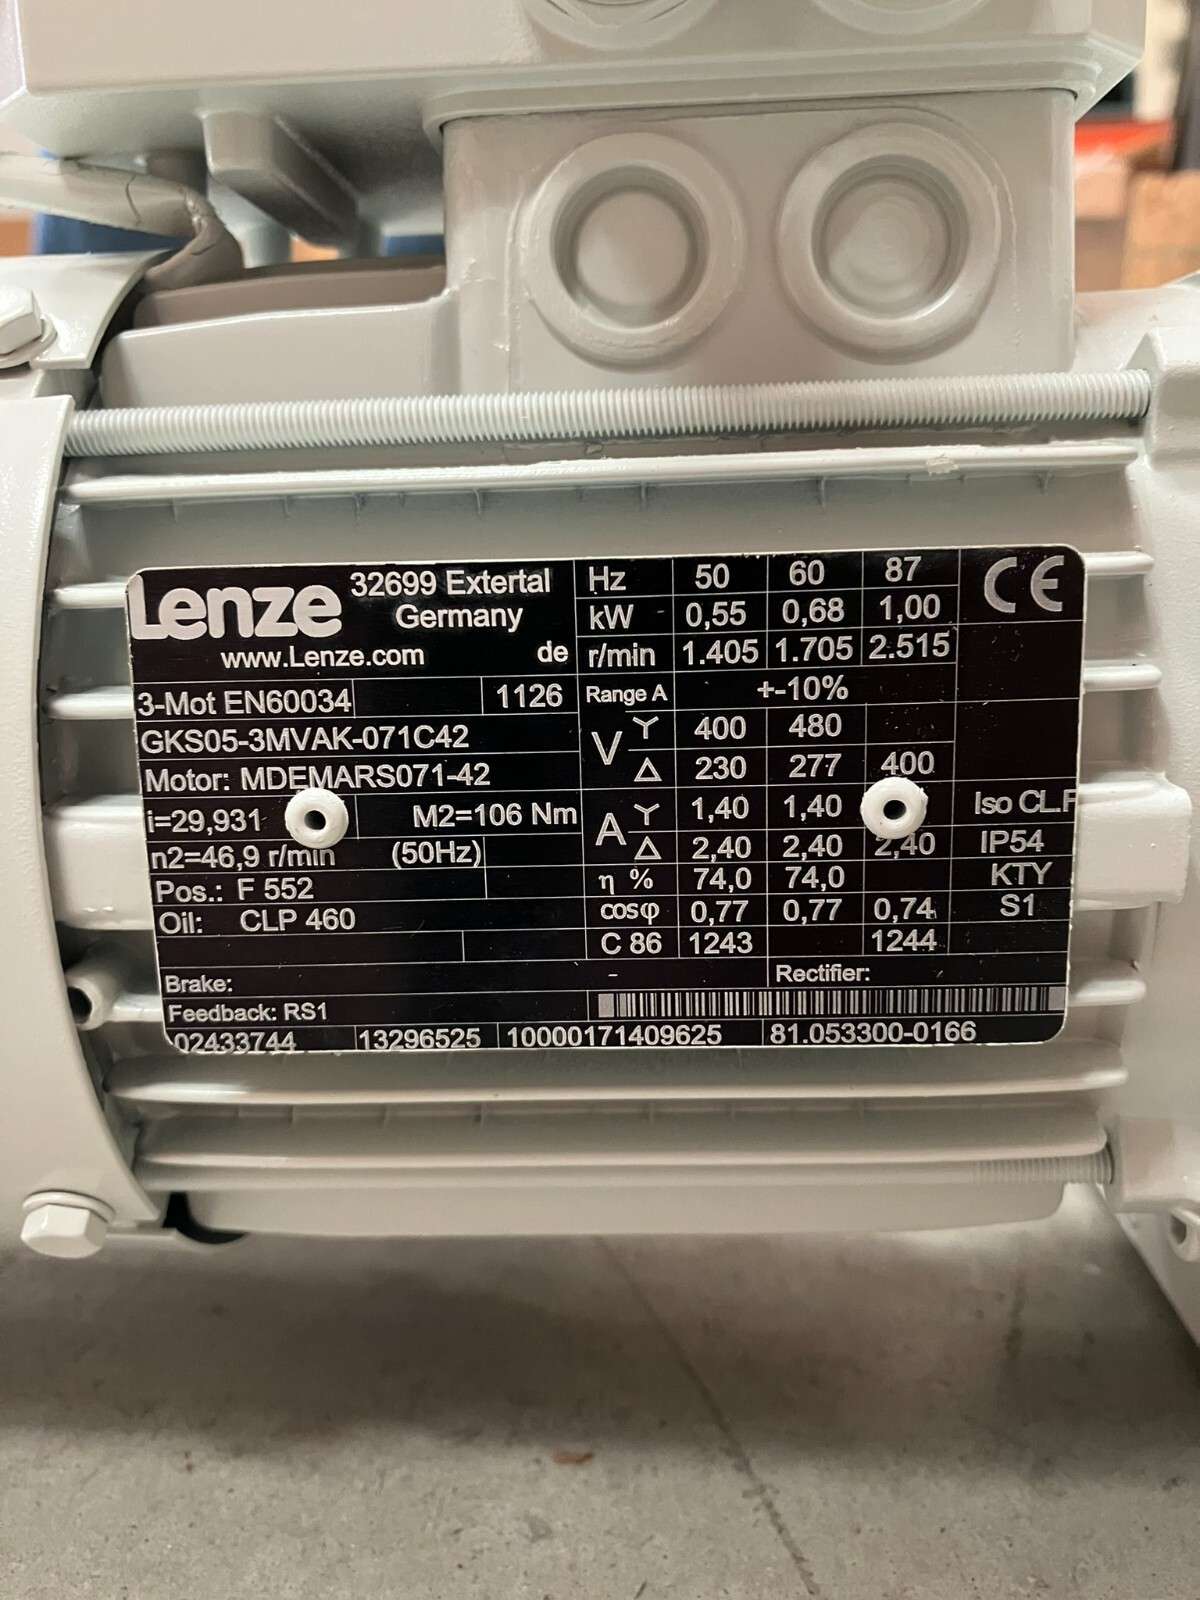 Lenze 32699 Extertal
Germany
www.Lenze.com de
3-Mot EN60034 1126
GKS05-3MVAK-071C42
Motor: MDEMARS071-42
i=29,931 M2=106 Nm
n2=46,9 r/min (50Hz)
Pos.: F 552
Oil: CLP 460
Hz 50 60 87
kW 0,55 0,68 1,00
r/min 1.405 1.705 2.515
Range A +-10%
V Y 400 480
Δ 230 277 400
A Y 1,40 1,40
Δ 2,40 2,40 2,40
η % 74,0 74,0
cosφ 0,77 0,77 0,74
C 86 1243 1244
CE
Iso CL.F
IP54
KTY
S1
Brake: - Rectifier:
Feedback: RS1
02433744 13296525 10000171409625 81.053300-0166